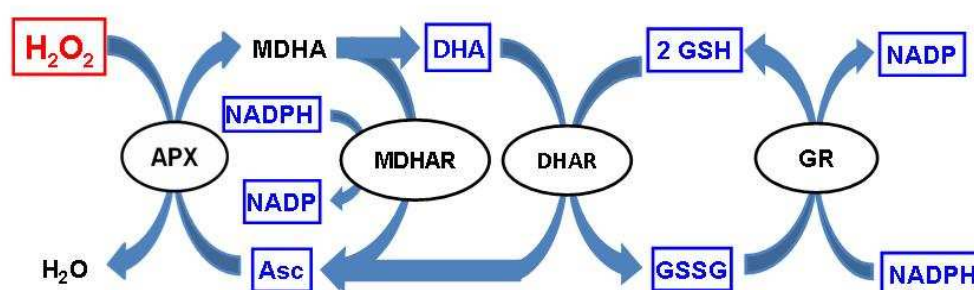 H₂O₂
MDHA
DHA
2 GSH
NADP
NADPH
APX
MDHAR
DHAR
GR
NADP
H₂O
Asc
GSSG
NADPH